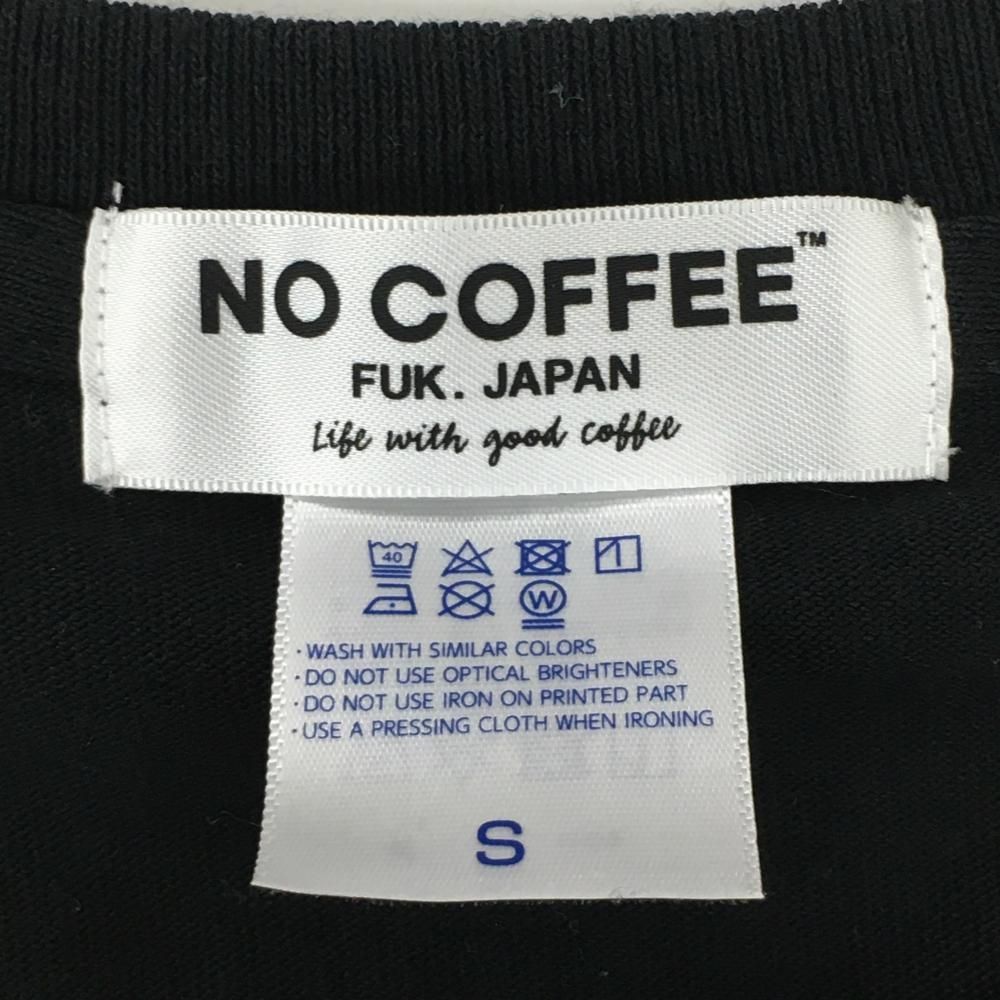 NO COFFEE™
FUK. JAPAN
Life with good coffee
40
W
· WASH WITH SIMILAR COLORS
· DO NOT USE OPTICAL BRIGHTENERS
· DO NOT USE IRON ON PRINTED PART
· USE A PRESSING CLOTH WHEN IRONING
S